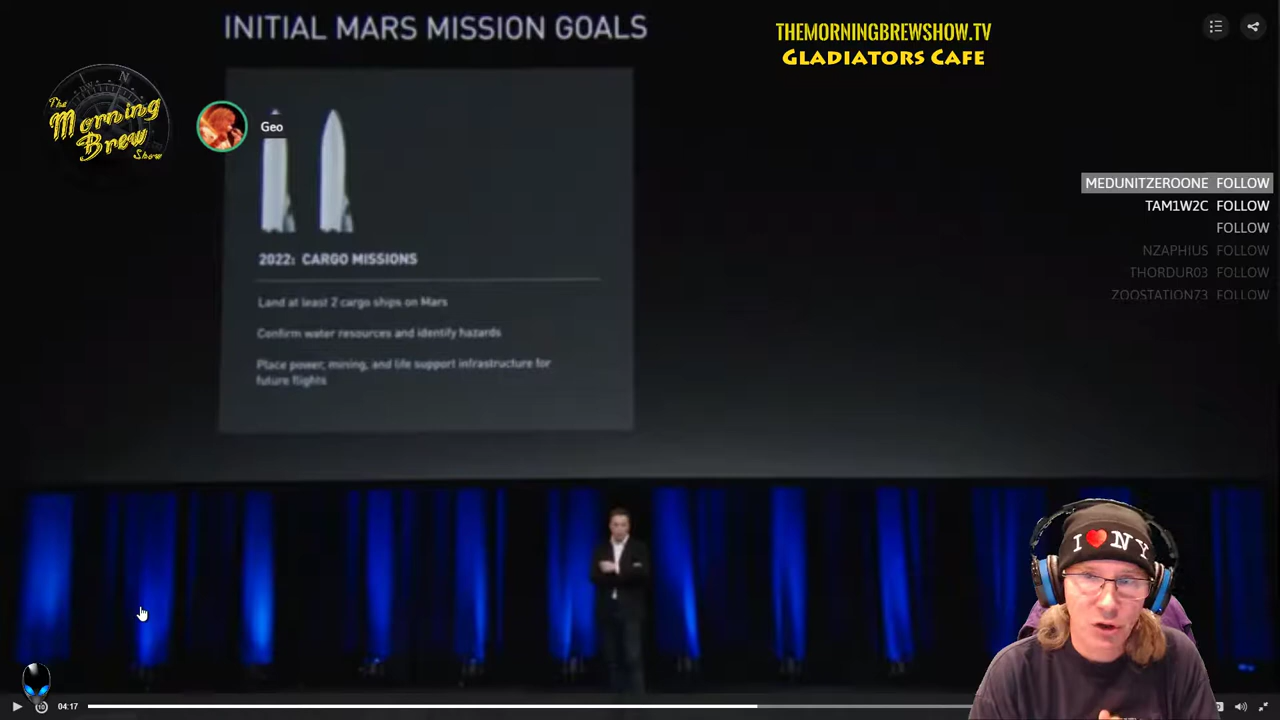 INITIAL MARS MISSION GOALS
THEMORNINGBREWSHOW.TV
GLADIATORS CAFE
The
Morning
Brew
Show
Geo
MEDUNITZEROONE FOLLOW
TAM1W2C FOLLOW
FOLLOW
NZAPHIUS FOLLOW
THORDUR03 FOLLOW
ZOOSTATION73 FOLLOW
2022: CARGO MISSIONS
Land at least 2 cargo ships on Mars
Confirm water resources and identify hazards
Place power, mining, and life support infrastructure for
future flights
I ❤ NY
10
04:17